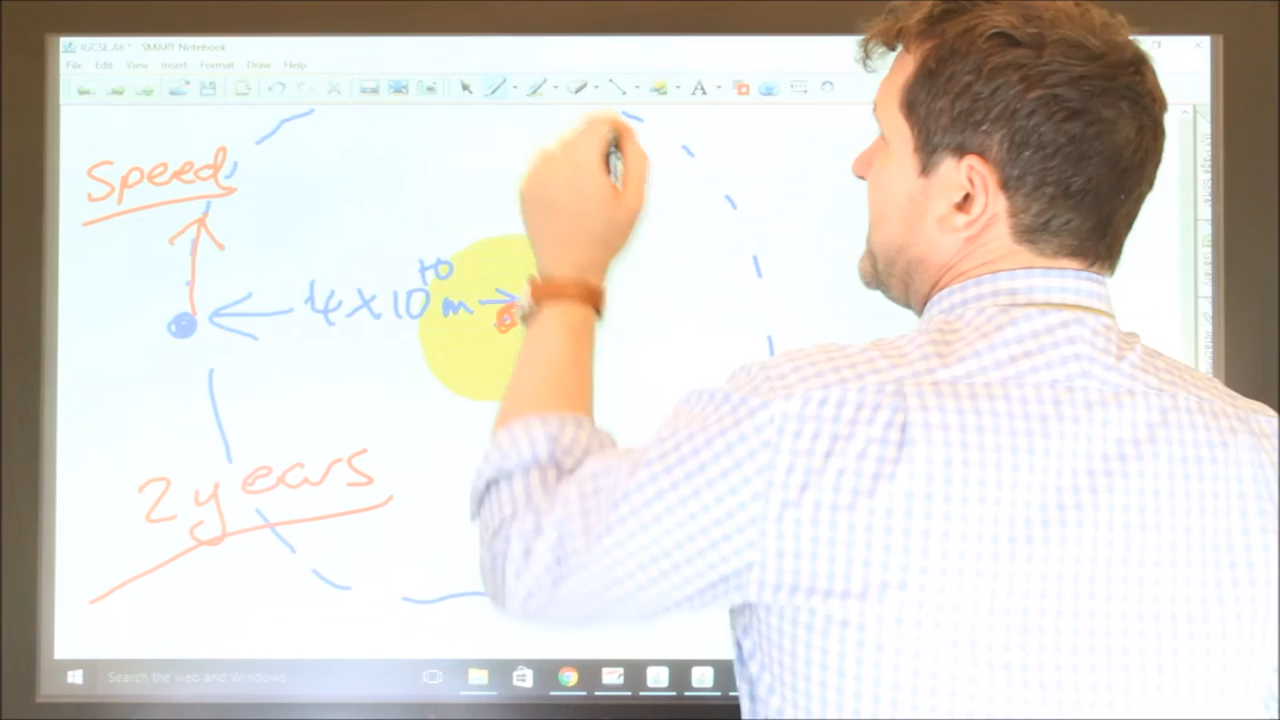 IGCSE A6 * SMART Notebook
File Edit View Insert Format Draw Help
Speed
4 x 10^10 m
2 years
Search the web and Windows